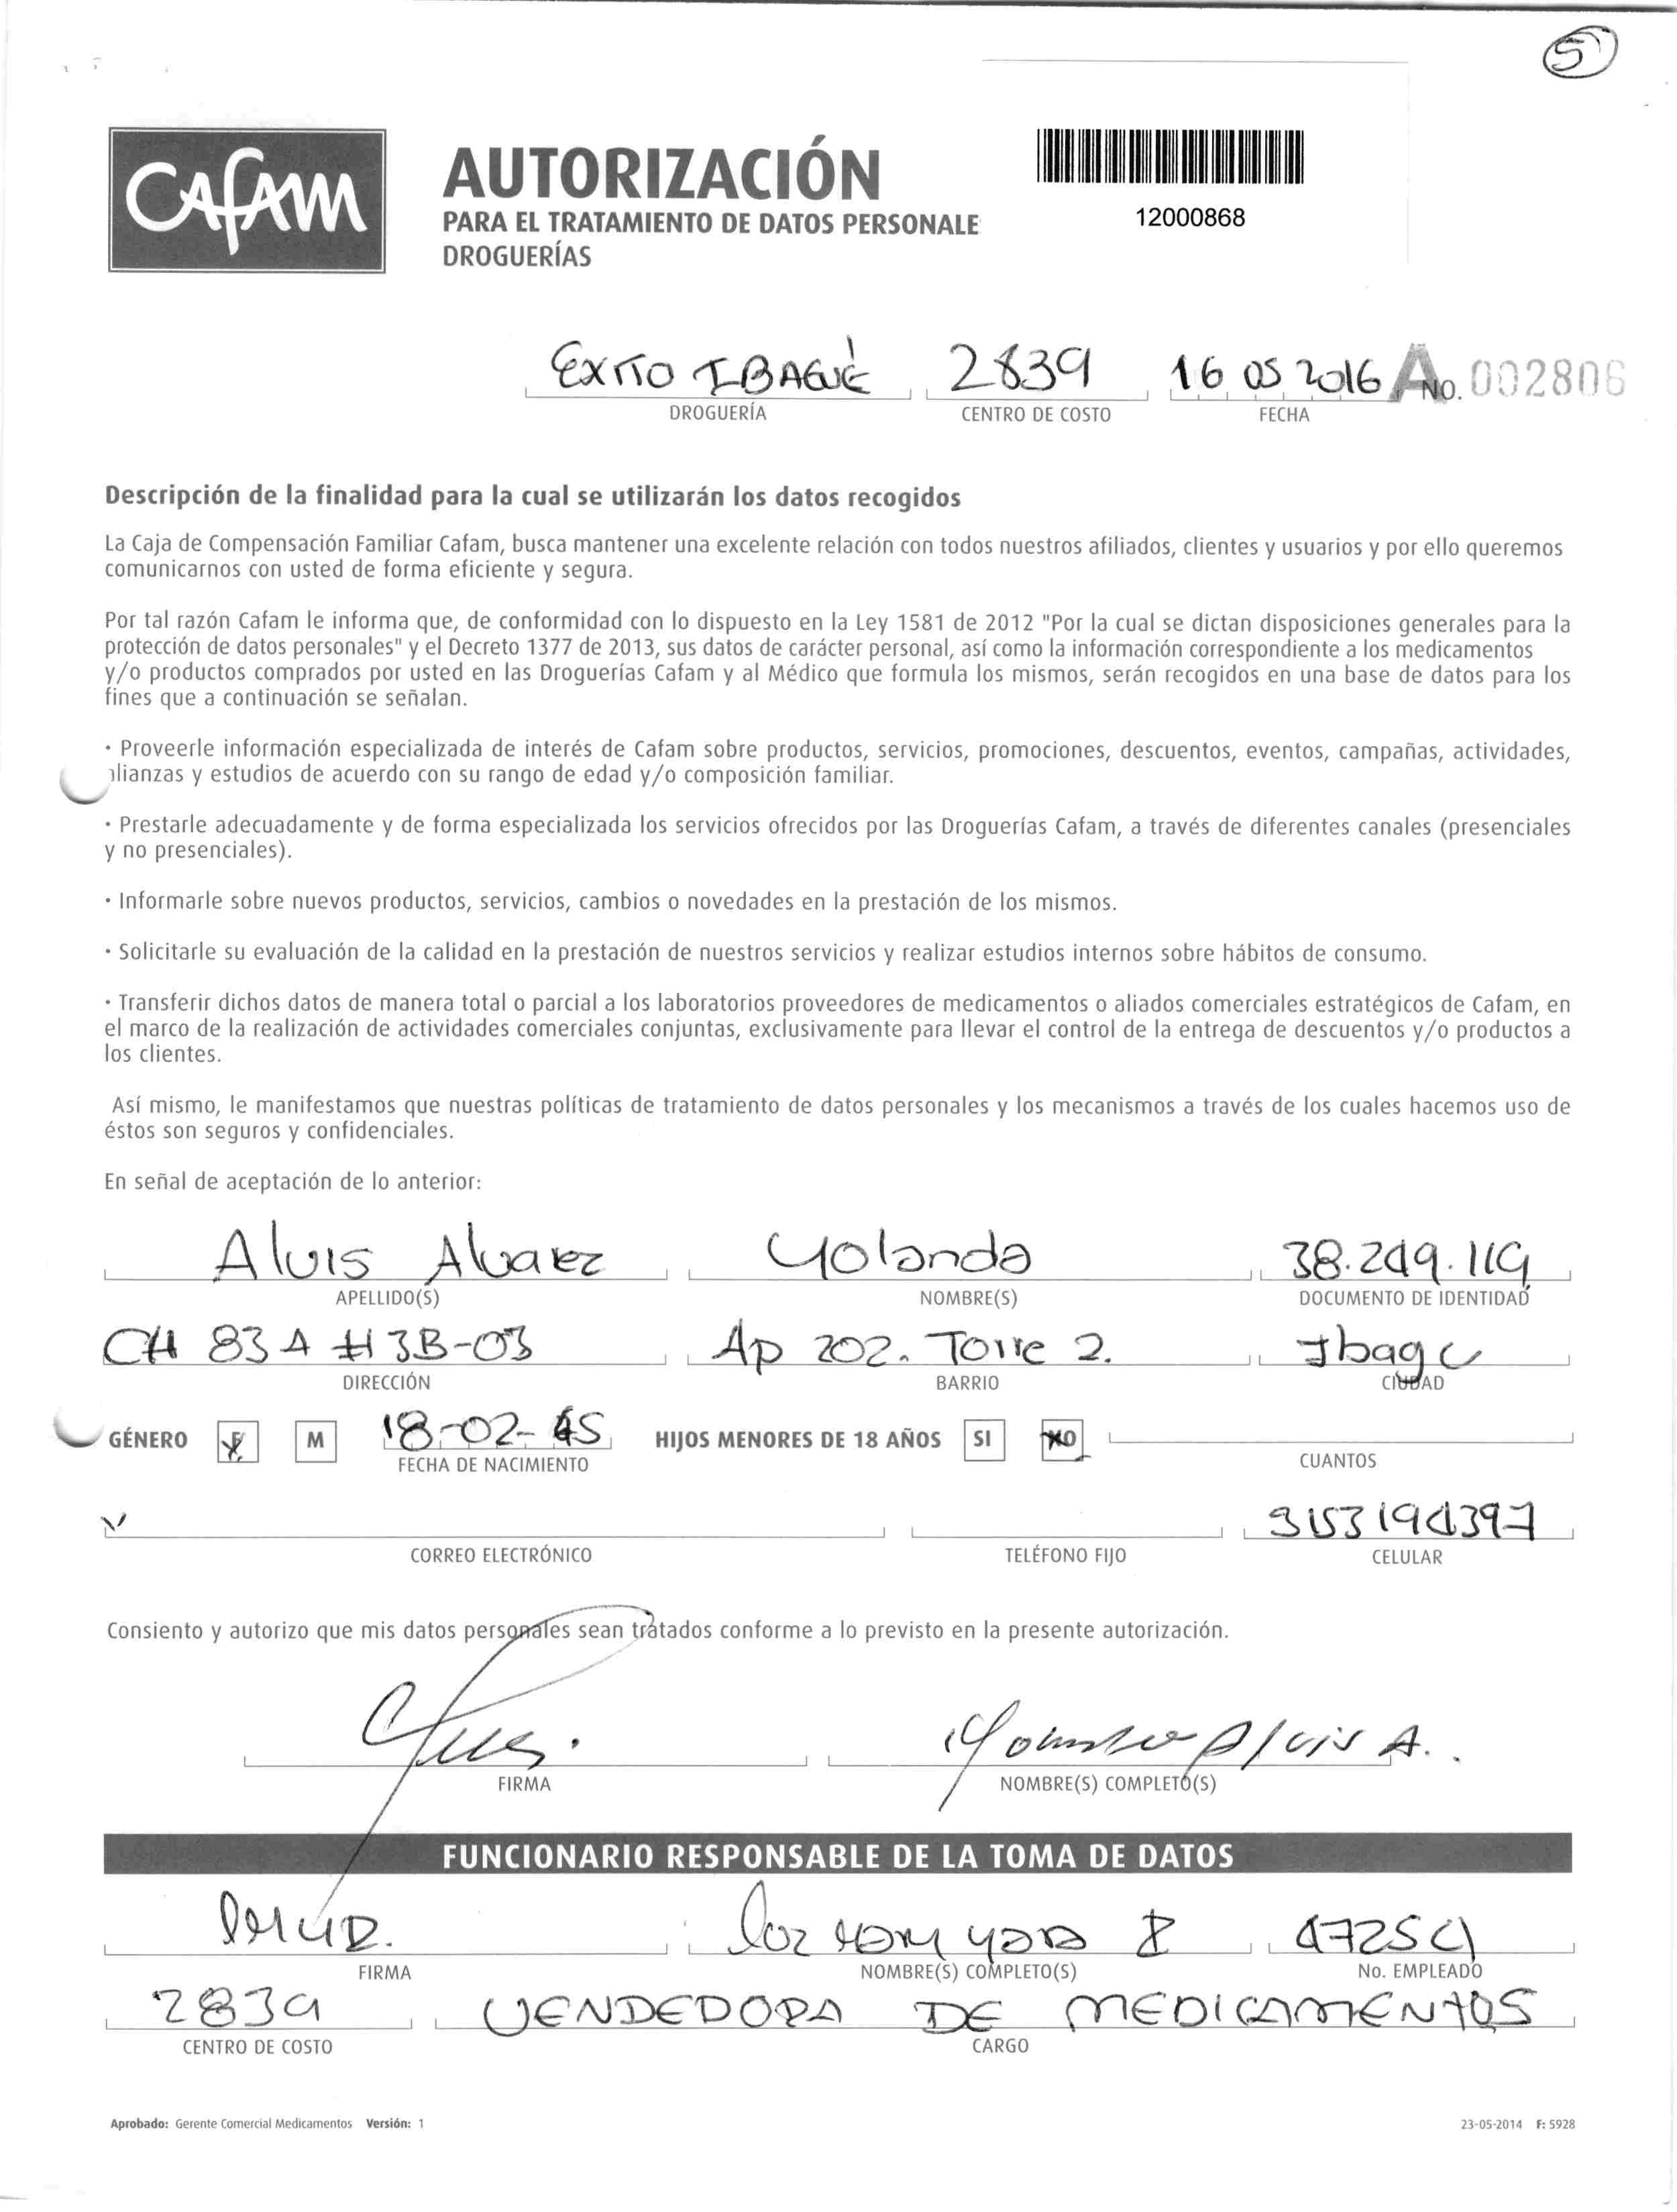 5
CAFAM
AUTORIZACIÓN
PARA EL TRATAMIENTO DE DATOS PERSONALE
DROGUERÍAS
12000868
EXITO IBAGUÉ 2839 16 05 2016 A No. 002806
DROGUERÍA CENTRO DE COSTO FECHA
Descripción de la finalidad para la cual se utilizarán los datos recogidos
La Caja de Compensación Familiar Cafam, busca mantener una excelente relación con todos nuestros afiliados, clientes y usuarios y por ello queremos
comunicarnos con usted de forma eficiente y segura.
Por tal razón Cafam le informa que, de conformidad con lo dispuesto en la Ley 1581 de 2012 "Por la cual se dictan disposiciones generales para la
protección de datos personales" y el Decreto 1377 de 2013, sus datos de carácter personal, así como la información correspondiente a los medicamentos
y/o productos comprados por usted en las Droguerías Cafam y al Médico que formula los mismos, serán recogidos en una base de datos para los
fines que a continuación se señalan.
· Proveerle información especializada de interés de Cafam sobre productos, servicios, promociones, descuentos, eventos, campañas, actividades,
alianzas y estudios de acuerdo con su rango de edad y/o composición familiar.
· Prestarle adecuadamente y de forma especializada los servicios ofrecidos por las Droguerías Cafam, a través de diferentes canales (presenciales
y no presenciales).
· Informarle sobre nuevos productos, servicios, cambios o novedades en la prestación de los mismos.
· Solicitarle su evaluación de la calidad en la prestación de nuestros servicios y realizar estudios internos sobre hábitos de consumo.
· Transferir dichos datos de manera total o parcial a los laboratorios proveedores de medicamentos o aliados comerciales estratégicos de Cafam, en
el marco de la realización de actividades comerciales conjuntas, exclusivamente para llevar el control de la entrega de descuentos y/o productos a
los clientes.
Así mismo, le manifestamos que nuestras políticas de tratamiento de datos personales y los mecanismos a través de los cuales hacemos uso de
éstos son seguros y confidenciales.
En señal de aceptación de lo anterior:
Aluis Alvarez Yolanda 38.249.119
APELLIDO(S) NOMBRE(S) DOCUMENTO DE IDENTIDAD
83 A # 3B-03 Ap 202. Torre 2. Ibague
DIRECCIÓN BARRIO CIUDAD
GÉNERO F M 18-02-45 HIJOS MENORES DE 18 AÑOS SI NO
FECHA DE NACIMIENTO CUANTOS
3153194397
CORREO ELECTRÓNICO TELÉFONO FIJO CELULAR
Consiento y autorizo que mis datos personales sean tratados conforme a lo previsto en la presente autorización.
Yolanda Alvis A.
FIRMA NOMBRE(S) COMPLETO(S)
FUNCIONARIO RESPONSABLE DE LA TOMA DE DATOS
Luz 47259
FIRMA NOMBRE(S) COMPLETO(S) No. EMPLEADO
2839 VENDEDORA DE MEDICAMENTOS
CENTRO DE COSTO CARGO
Aprobado: Gerente Comercial Medicamentos Versión: 1 23-05-2014 F: 5928